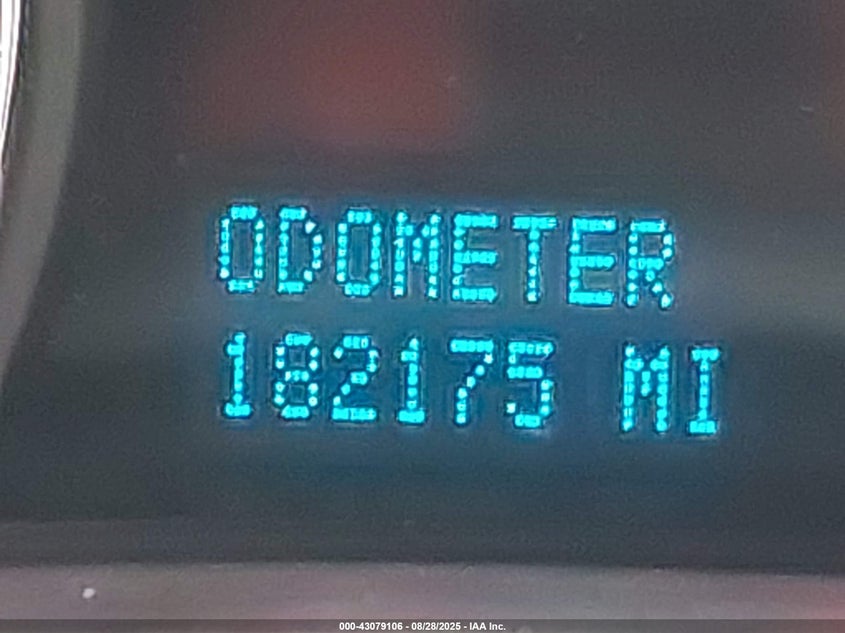 ODOMETER
182175 MI
000-43079106 - 08/28/2025 - IAA Inc.